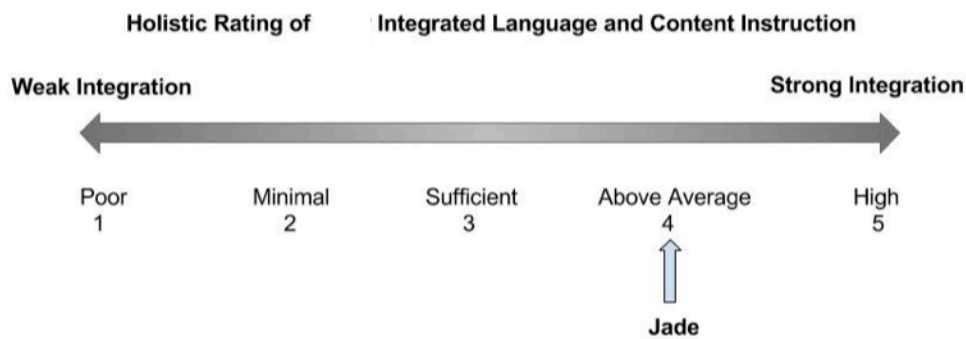 Holistic Rating of Integrated Language and Content Instruction
Weak Integration
Strong Integration
Poor Minimal Sufficient Above Average High
1 2 3 4 5
Jade